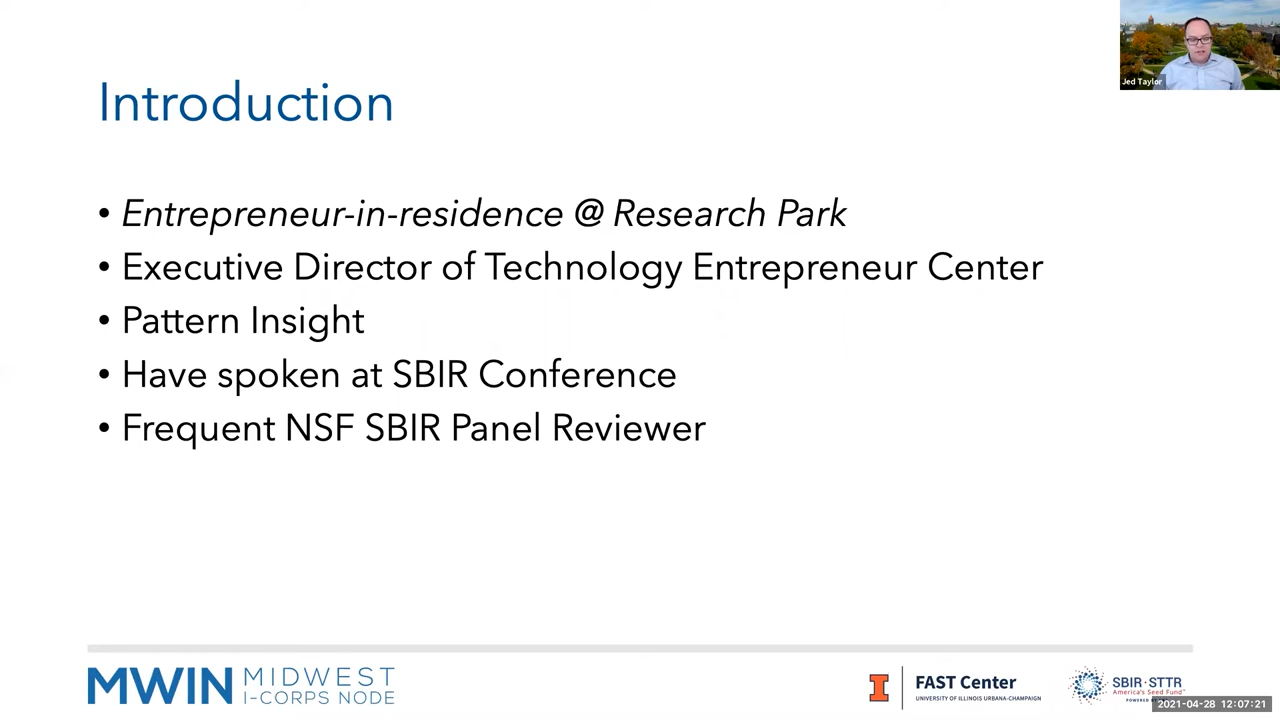 Jed Taylor
Introduction
• Entrepreneur-in-residence @ Research Park
• Executive Director of Technology Entrepreneur Center
• Pattern Insight
• Have spoken at SBIR Conference
• Frequent NSF SBIR Panel Reviewer
MWIN MIDWEST
I-CORPS NODE
I FAST Center
UNIVERSITY OF ILLINOIS URBANA-CHAMPAIGN
SBIR·STTR
America's Seed Fund
POWERED
2021-04-28 12:07:21